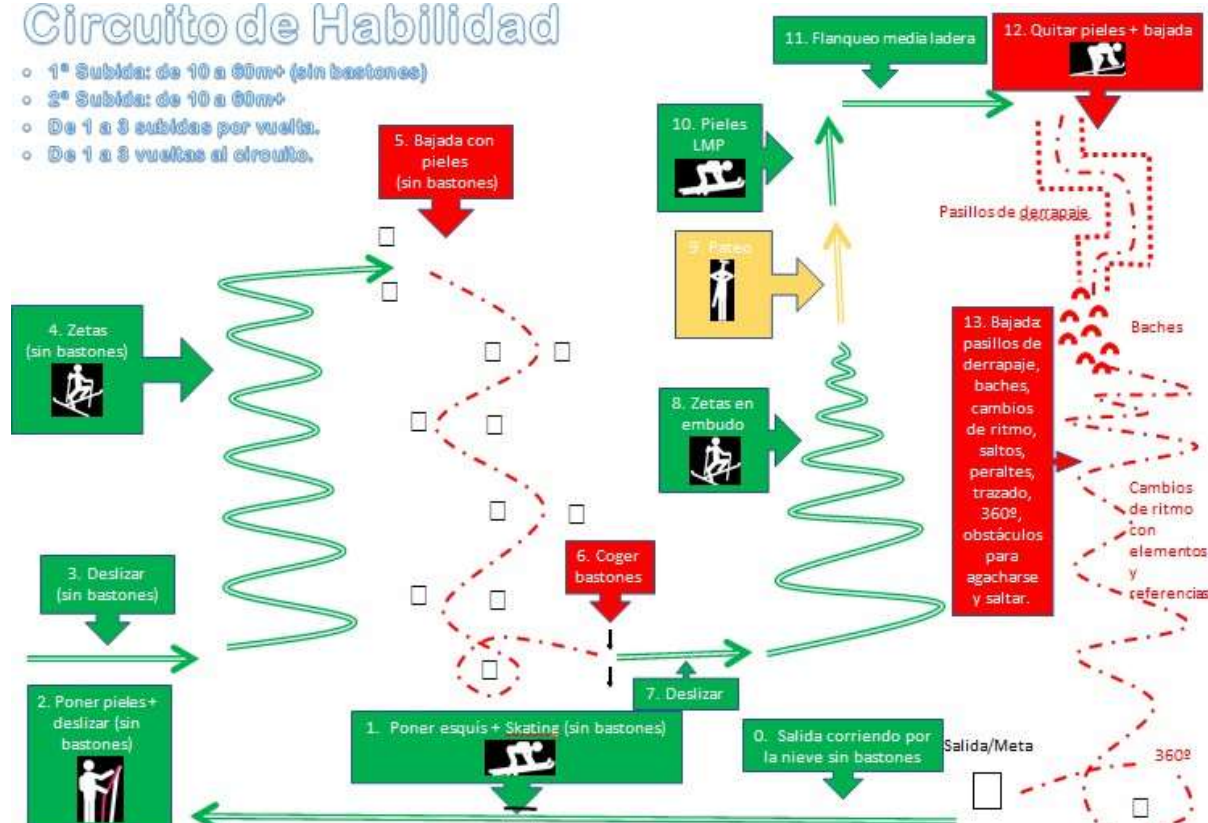 Circuito de Habilidad
1ª Subida: de 10 a 60m+ (sin bastones)
2ª Subida: de 10 a 60m+
De 1 a 3 subidas por vuelta.
De 1 a 3 vueltas al circuito.
5. Bajada con
pieles
(sin bastones)
11. Flanqueo media ladera
12. Quitar pieles + bajada
10. Pieles
LMP
Pasillos de derrapaje
9. Pateo
4. Zetas
(sin bastones)
Baches
13. Bajada:
pasillos de
derrapaje,
baches,
cambios
de ritmo,
saltos,
peraltes,
trazado,
360º,
obstáculos
para
agacharse
y saltar.
8. Zetas en
embudo
Cambios
de ritmo
con
elementos
y
referencias
6. Coger
bastones
3. Deslizar
(sin bastones)
7. Deslizar
2. Poner pieles +
deslizar (sin
bastones)
1. Poner esquís + Skating (sin bastones)
0. Salida corriendo por
la nieve sin bastones
Salida/Meta
360º